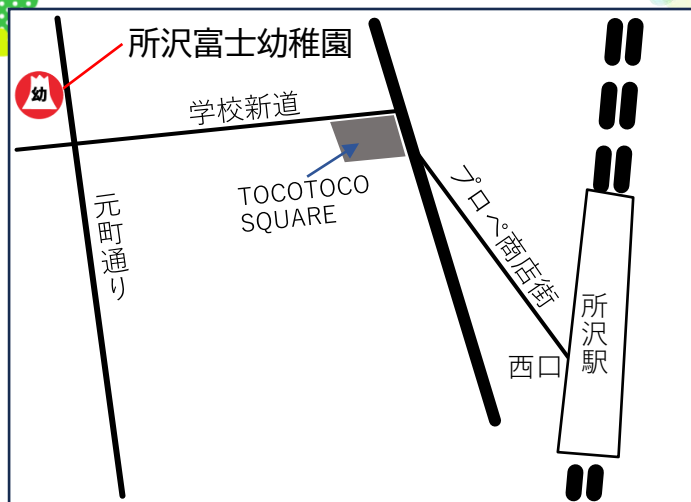 所沢富士幼稚園
幼
学校新道
TOCOTOCO
SQUARE
元町通り
プロペ商店街
西口
所沢駅